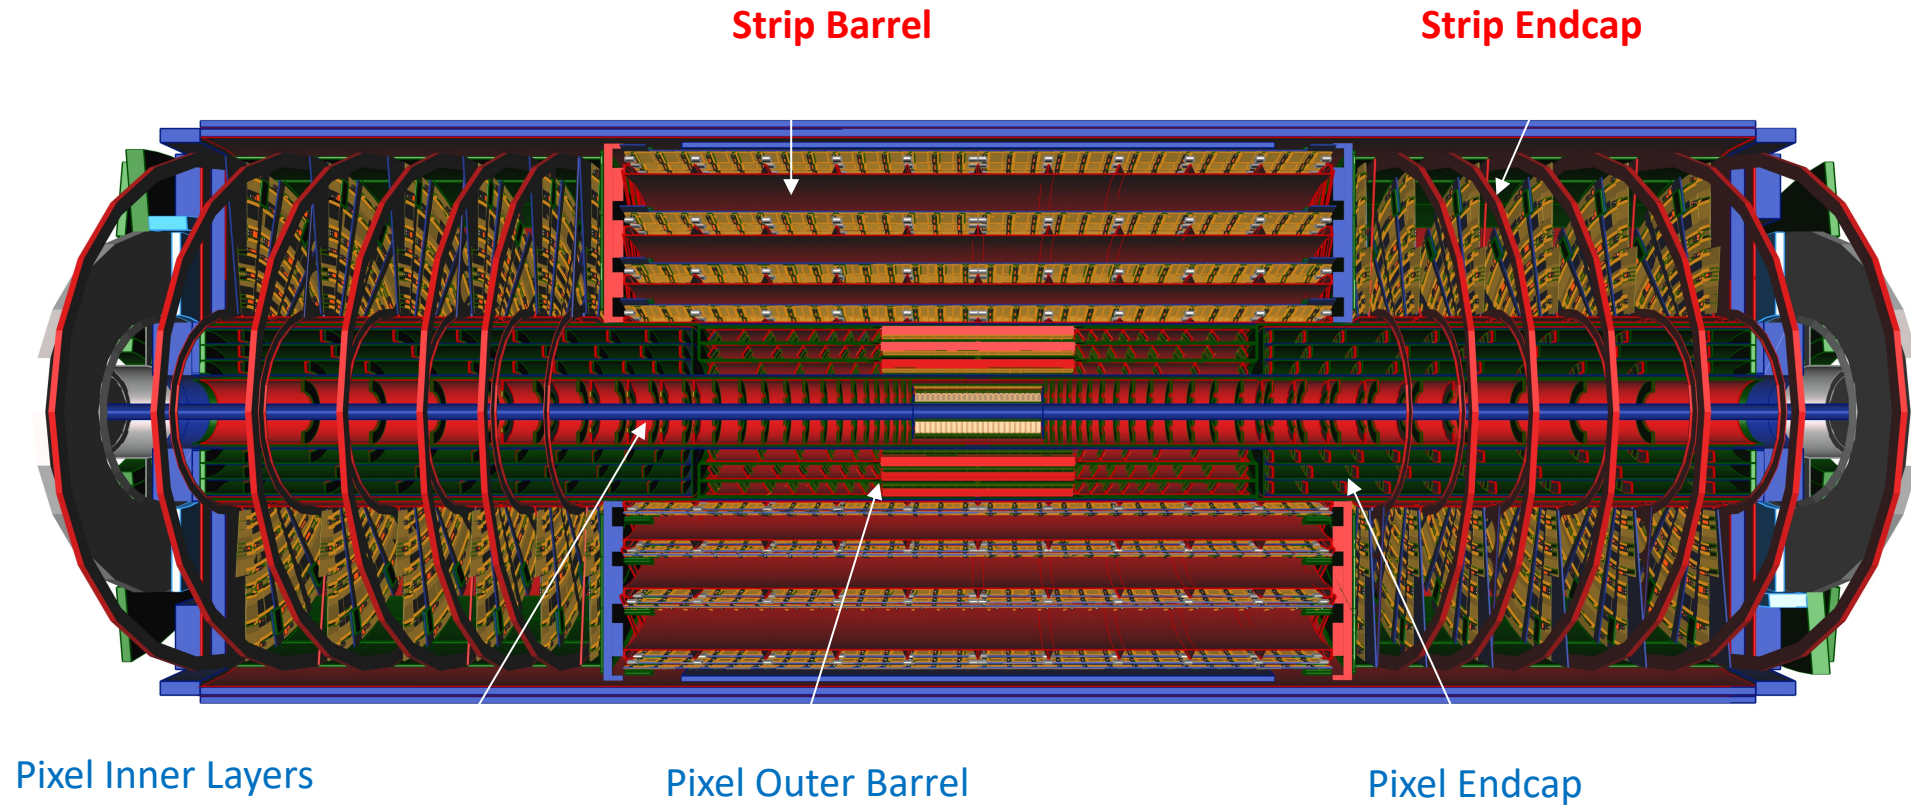 Strip Barrel
Strip Endcap
Pixel Inner Layers
Pixel Outer Barrel
Pixel Endcap